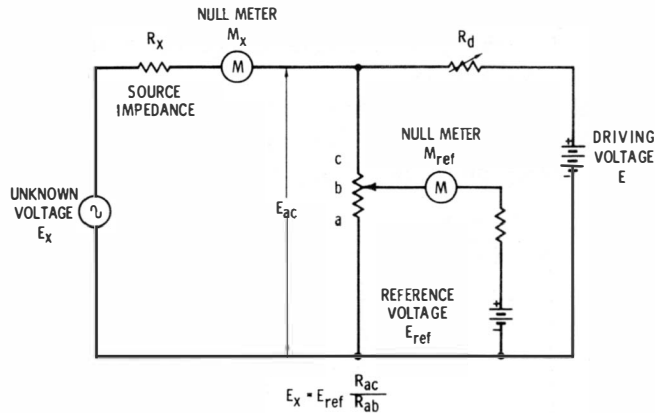 NULL METER
Mx
Rx
M
SOURCE
IMPEDANCE
Rd
NULL METER
Mref
M
DRIVING
VOLTAGE
E
+
-
c
b
a
Eac
UNKNOWN
VOLTAGE
Ex
REFERENCE
VOLTAGE
Eref
+
-
Ex = Eref Rac
Rab